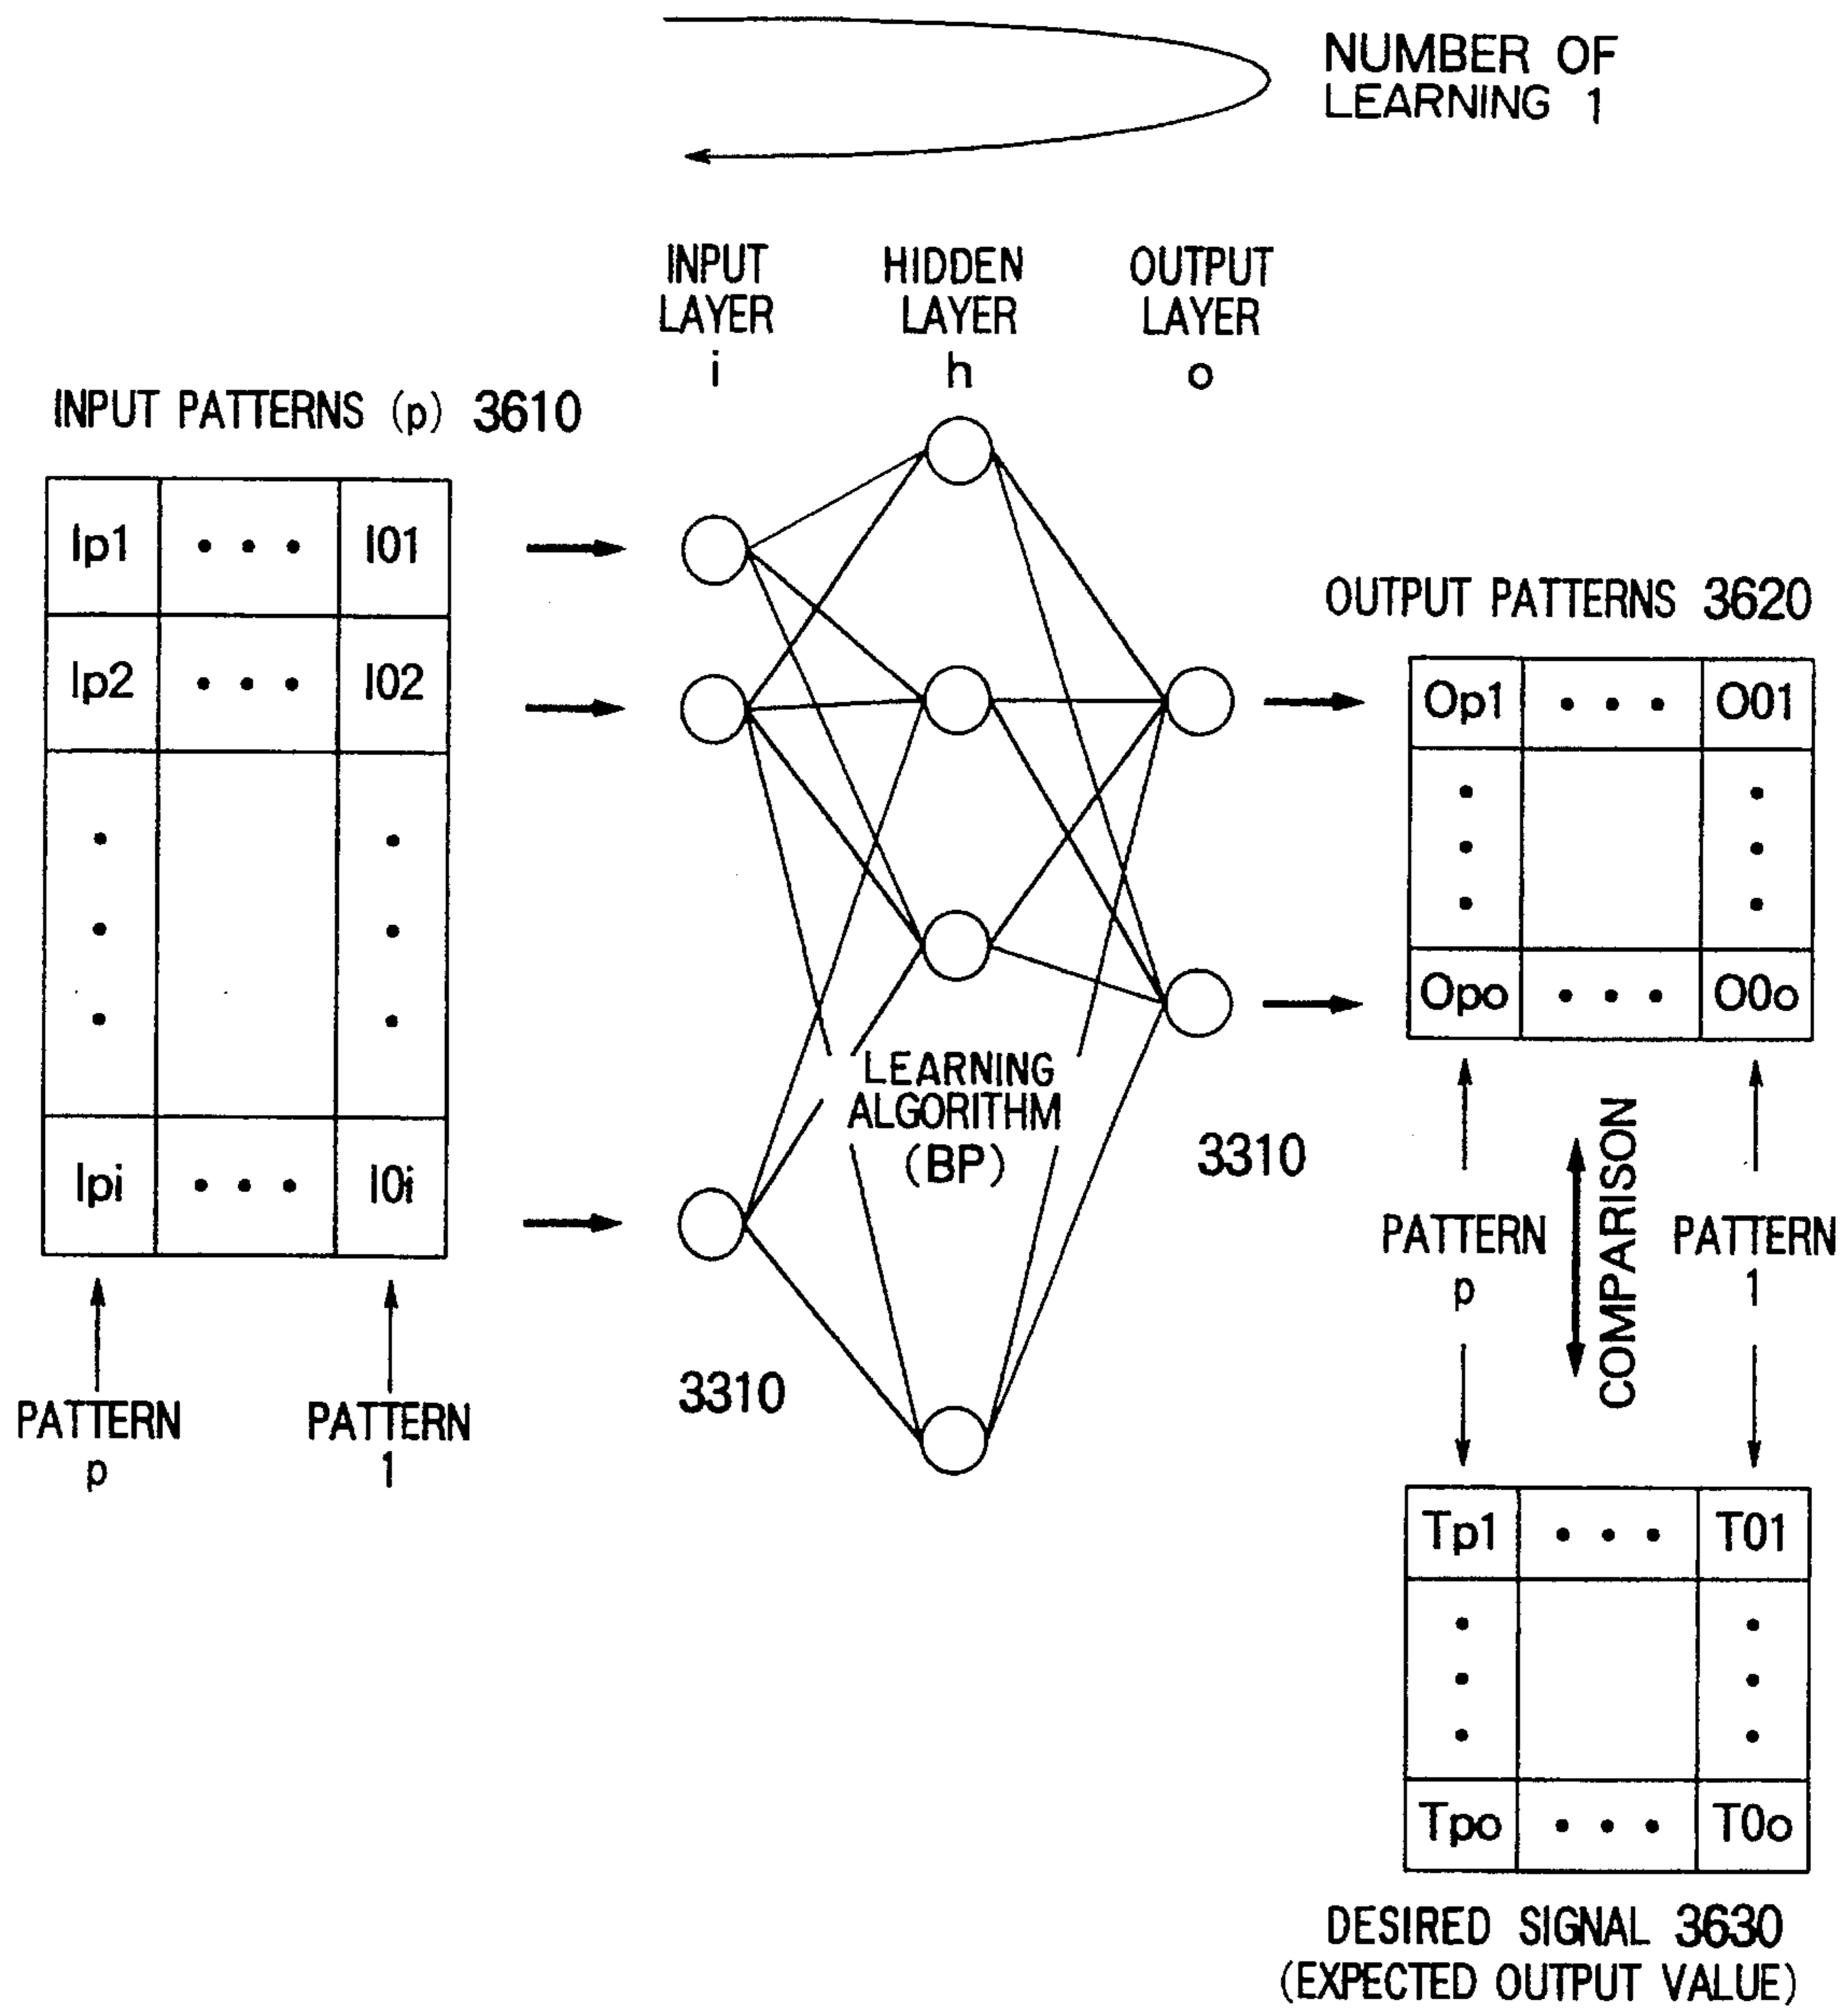 NUMBER OF
LEARNING 1
INPUT
LAYER
i
HIDDEN
LAYER
h
OUTPUT
LAYER
o
INPUT PATTERNS (p) 3610
Ip1 • • • I01
Ip2 • • • I02
Ipi • • • I0i
PATTERN
p
PATTERN
1
LEARNING
ALGORITHM
(BP)
3310
3310
OUTPUT PATTERNS 3620
Op1 • • • O01
Opo • • • O0o
PATTERN
p
COMPARISON
PATTERN
1
Tp1 • • • T01
Tpo • • • T0o
DESIRED SIGNAL 3630
(EXPECTED OUTPUT VALUE)